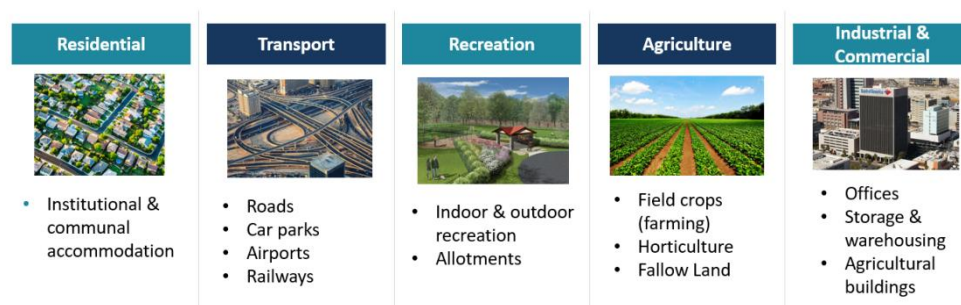 Residential
Institutional &
communal
accommodation
Transport
Roads
Car parks
Airports
Railways
Recreation
Indoor & outdoor
recreation
Allotments
Agriculture
Field crops
(farming)
Horticulture
Fallow Land
Industrial &
Commercial
Offices
Storage &
warehousing
Agricultural
buildings